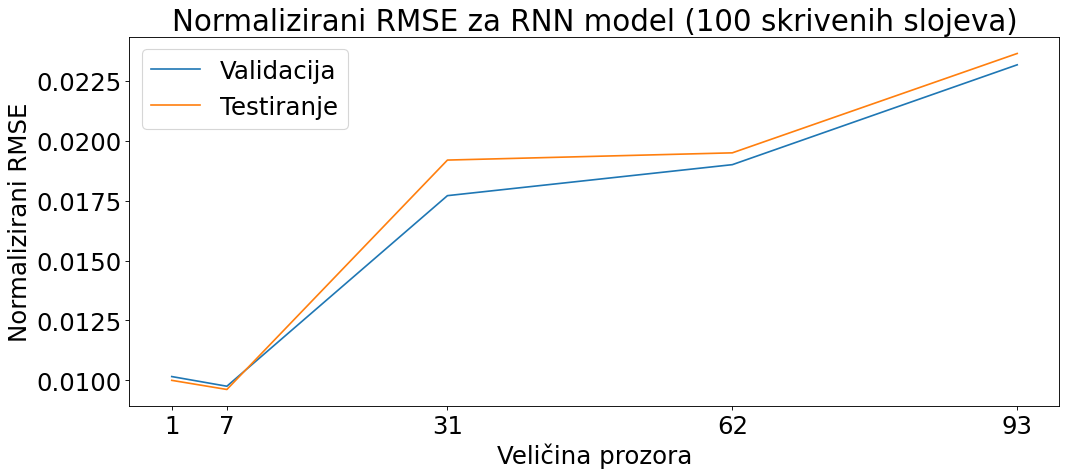 Normalizirani RMSE za RNN model (100 skrivenih slojeva)
Validacija
Testiranje
Normalizirani RMSE
0.0225
0.0200
0.0175
0.0150
0.0125
0.0100
1 7 31 62 93
Veličina prozora